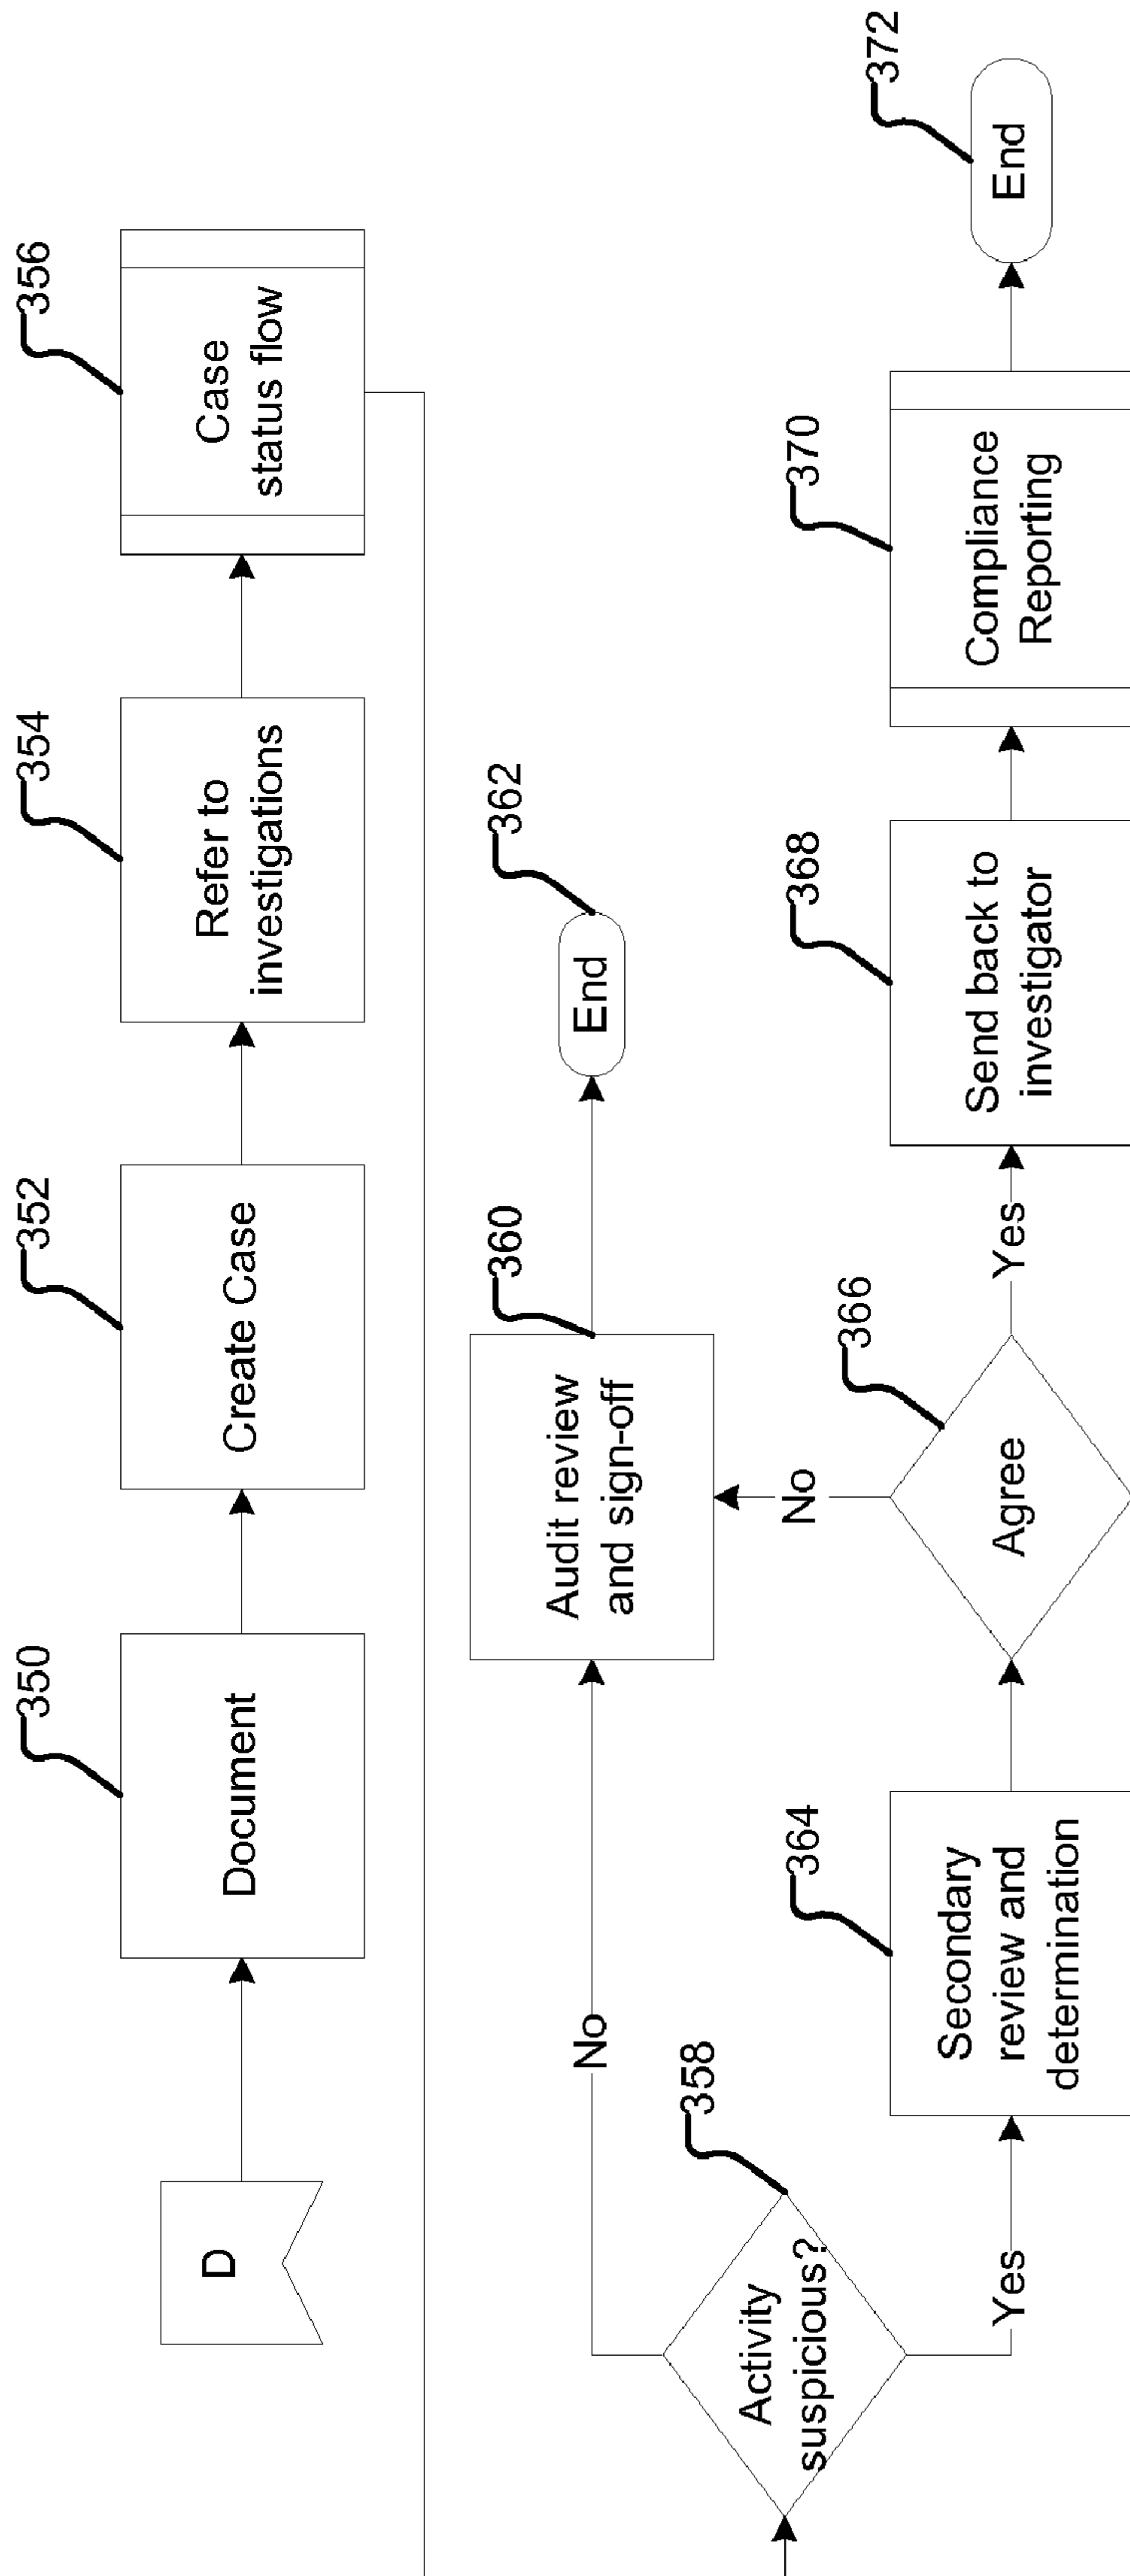 350
352
354
356
D
Document
Create Case
Refer to
investigations
Case
status flow
360
362
No
Audit review
and sign-off
End
358
Activity
suspicious?
No
364
366
368
370
372
Yes
Secondary
review and
determination
Agree
Yes
Send back to
investigator
Compliance
Reporting
End